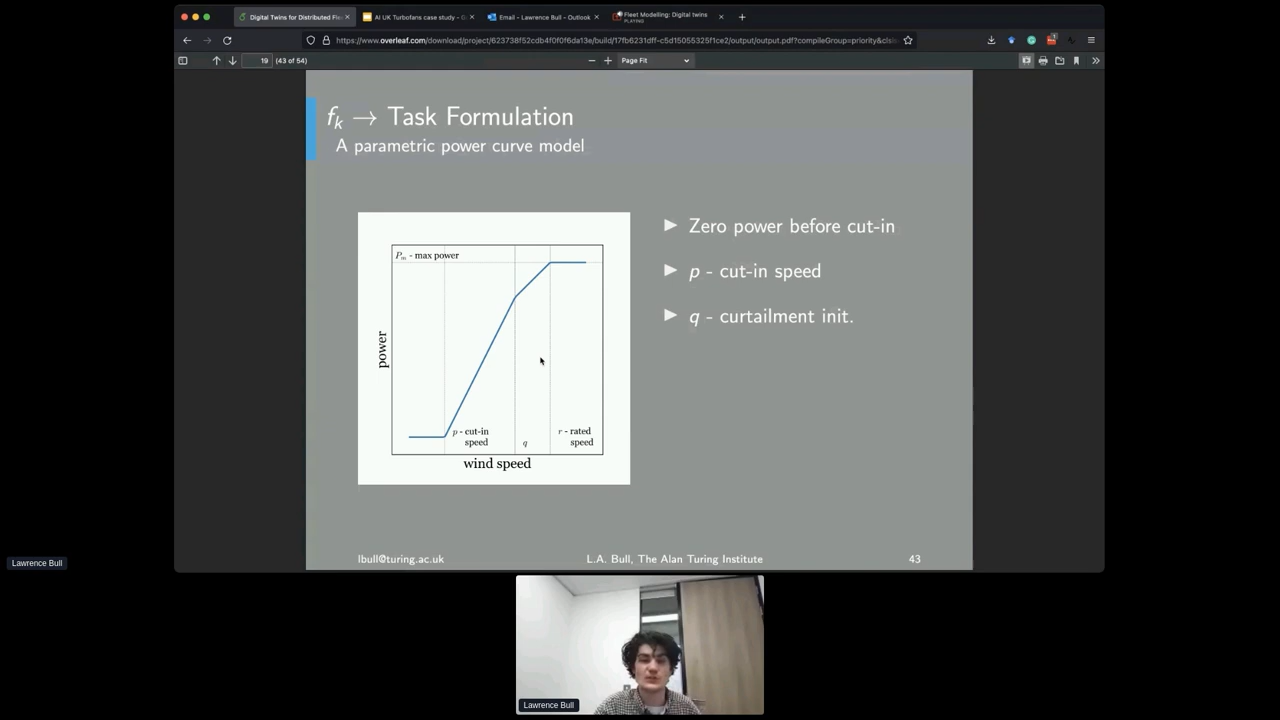 Digital Twins for Distributed Fle
AI UK Turbofans case study - G
Email – Lawrence Bull – Outlook
Fleet Modelling: Digital twins
PLAYING
https://www.overleaf.com/download/project/623738f52cdb4f0f0f6da13e/build/17fb6231dff-c5d15055325f1ce2/output/output.pdf?compileGroup=priority&clsi
19 (43 of 54)
Page Fit
fk → Task Formulation
A parametric power curve model
Pm - max power
power
p - cut-in
speed
q
r - rated
speed
wind speed
▶ Zero power before cut-in
▶ p - cut-in speed
▶ q - curtailment init.
lbull@turing.ac.uk
L.A. Bull, The Alan Turing Institute
43
Lawrence Bull
Lawrence Bull